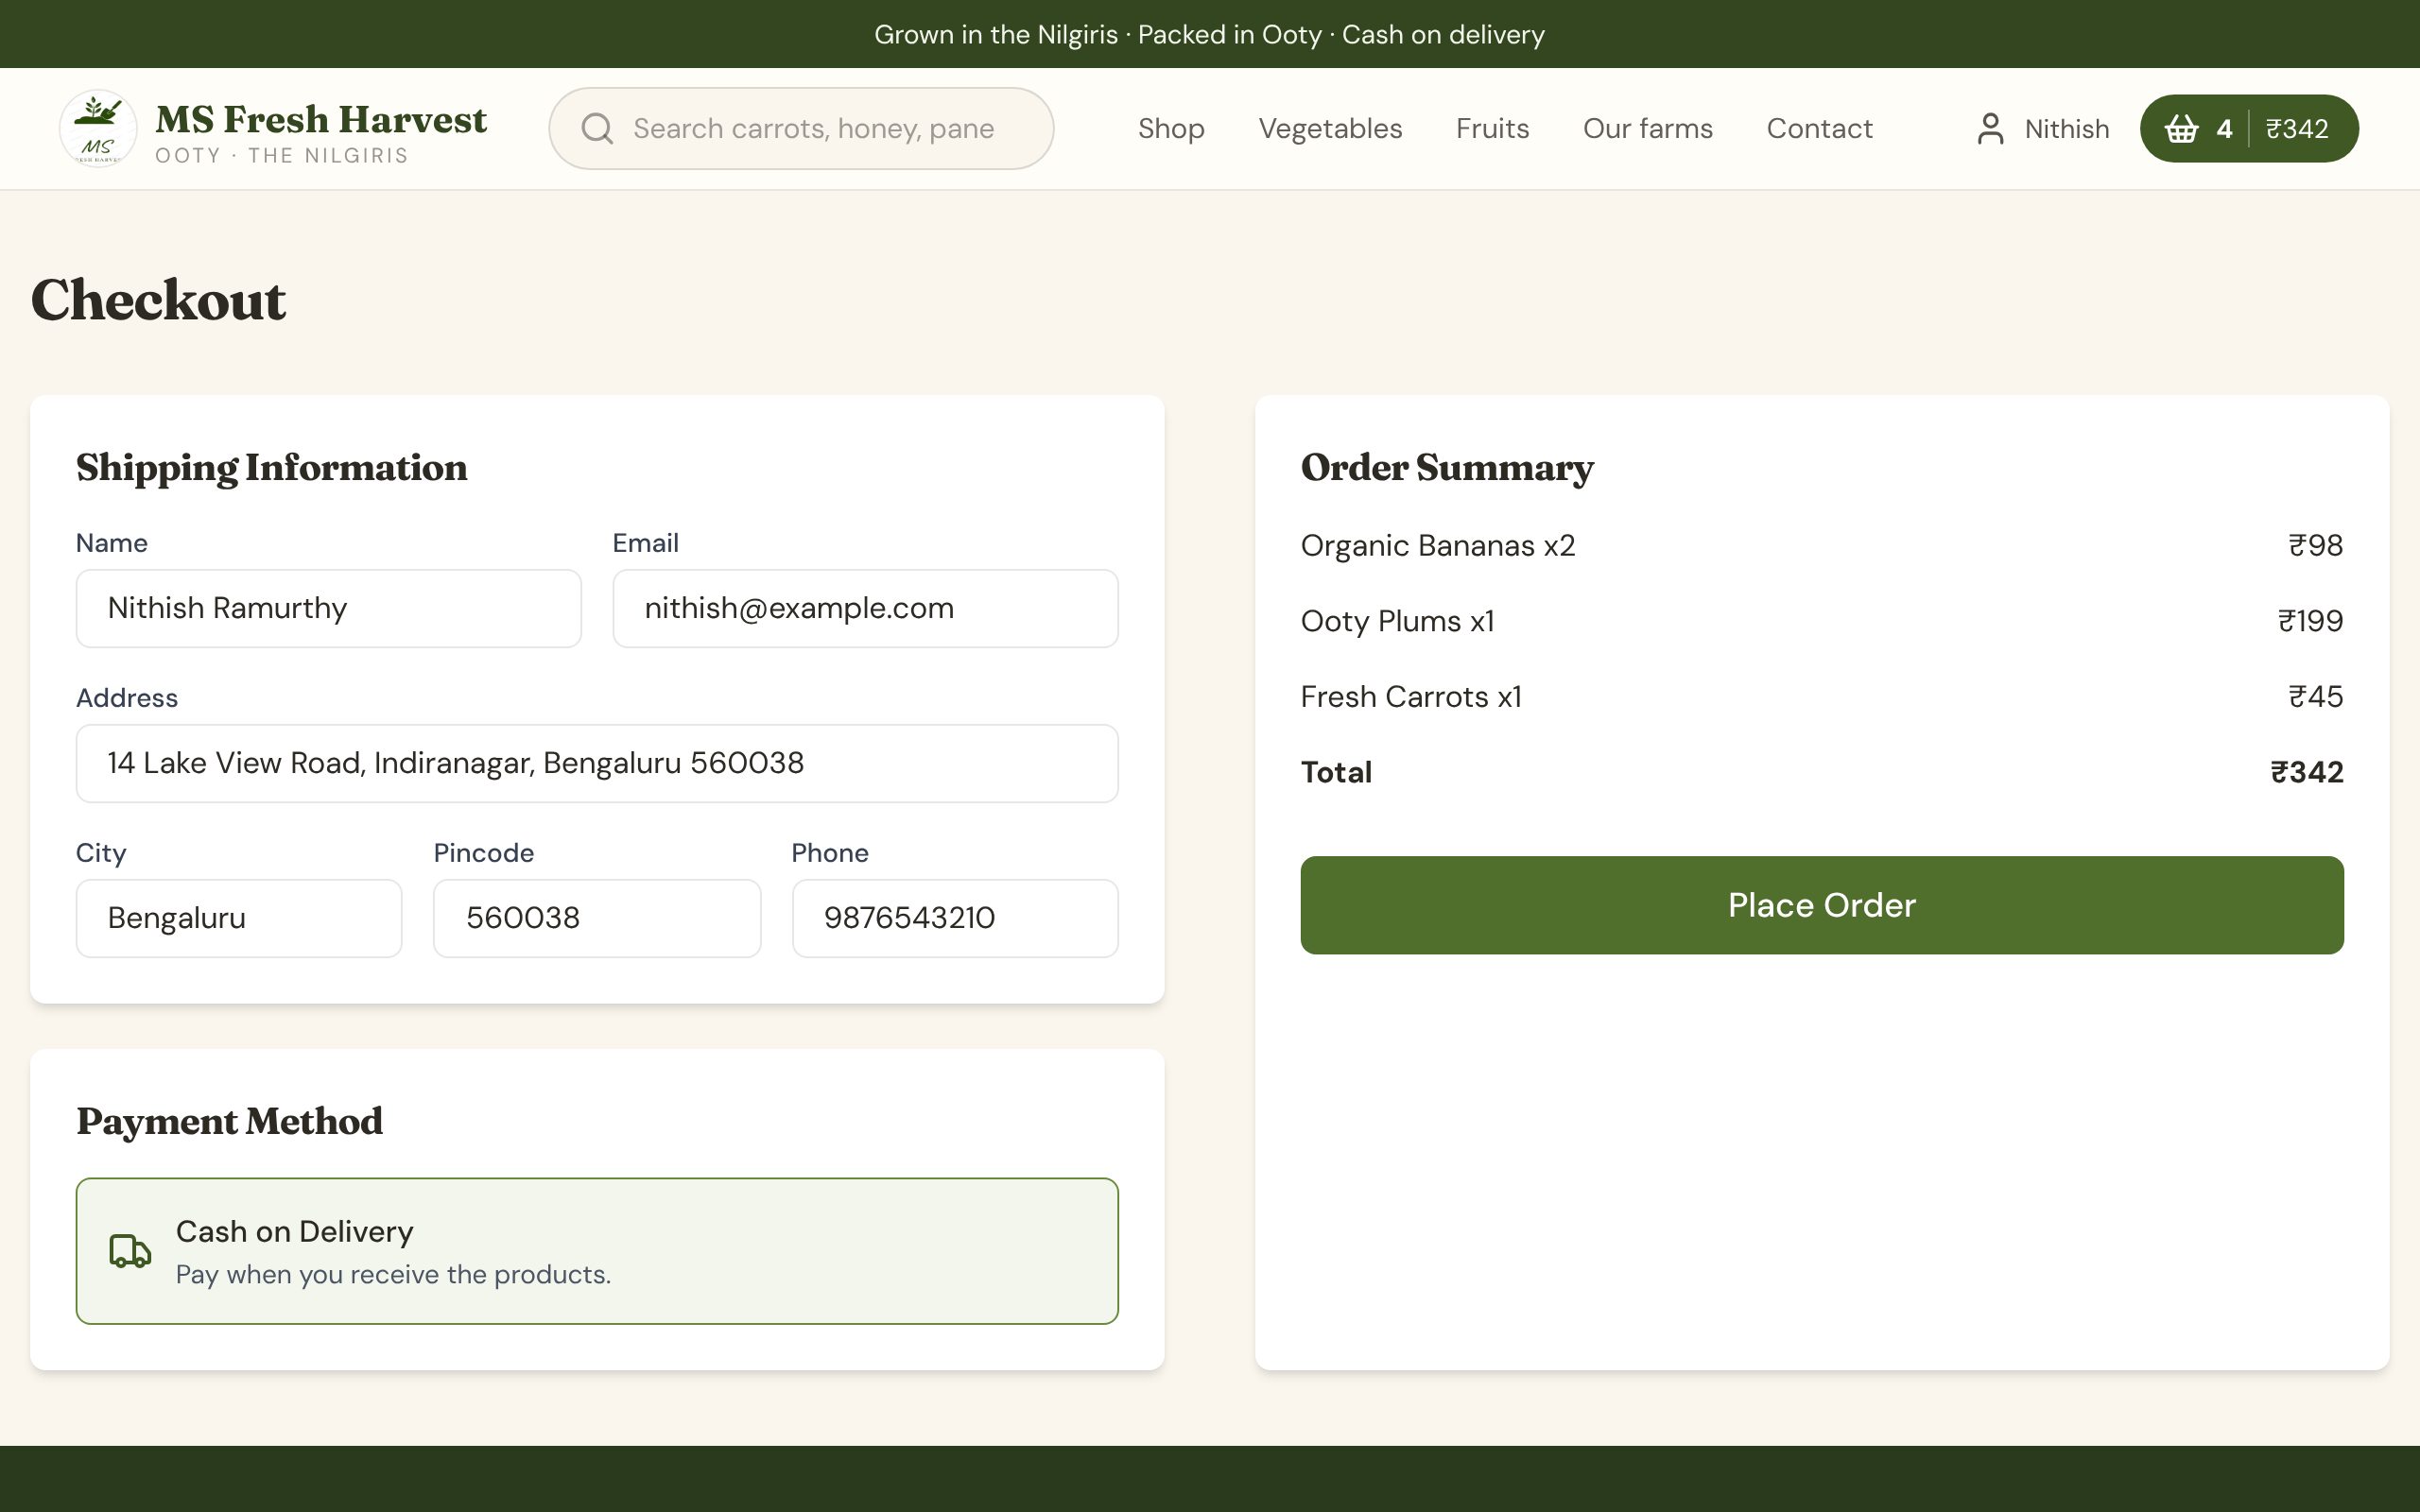 Grown in the Nilgiris · Packed in Ooty · Cash on delivery
MS
MS Fresh Harvest
OOTY · THE NILGIRIS
Search carrots, honey, pane
Shop
Vegetables
Fruits
Our farms
Contact
Nithish
4
₹342
Checkout
Shipping Information
Name
Email
Nithish Ramurthy
nithish@example.com
Address
14 Lake View Road, Indiranagar, Bengaluru 560038
City
Pincode
Phone
Bengaluru
560038
9876543210
Payment Method
Cash on Delivery
Pay when you receive the products.
Order Summary
Organic Bananas x2 ₹98
Ooty Plums x1 ₹199
Fresh Carrots x1 ₹45
Total ₹342
Place Order